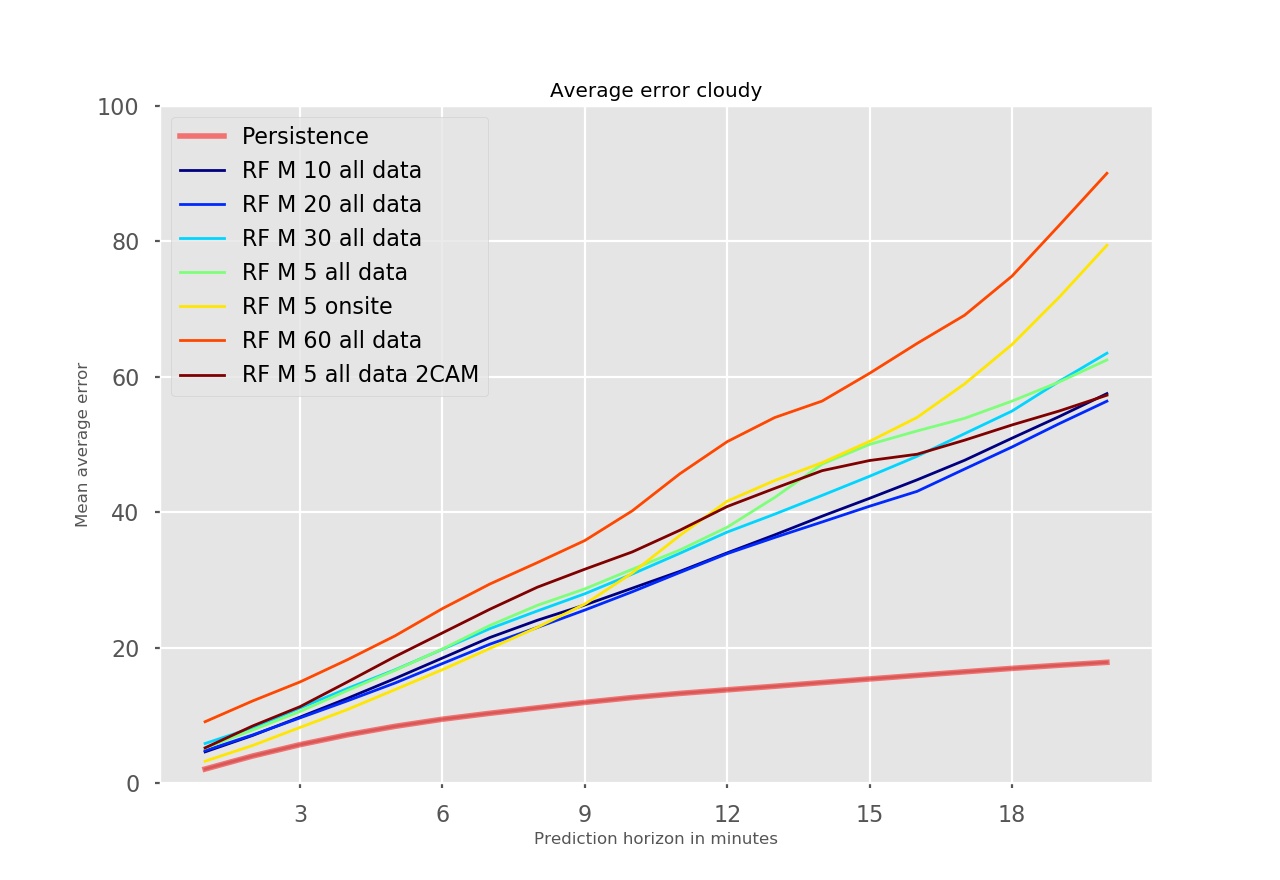 Average error cloudy
100
80
60
40
20
0
Mean average error
Persistence
RF M 10 all data
RF M 20 all data
RF M 30 all data
RF M 5 all data
RF M 5 onsite
RF M 60 all data
RF M 5 all data 2CAM
3 6 9 12 15 18
Prediction horizon in minutes